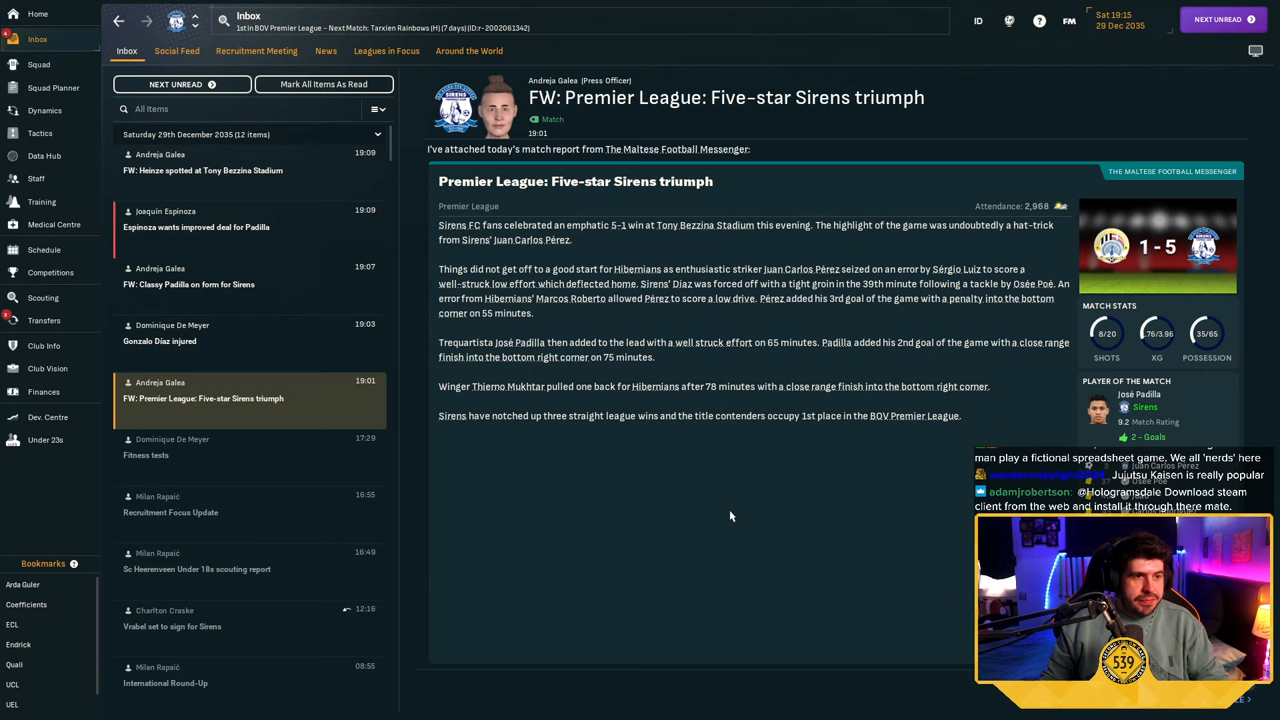 Home
Inbox
1st in BOV Premier League - Next Match: Tarxien Rainbows (H) (7 days) (ID:r-2002061342)
ID
FM
Sat 19:15
29 Dec 2035
NEXT UNREAD
Inbox
Squad
Squad Planner
Dynamics
Tactics
Data Hub
Staff
Training
Medical Centre
Schedule
Competitions
Scouting
Transfers
Club Info
Club Vision
Finances
Dev. Centre
Under 23s
Bookmarks
Arda Guler
Coefficients
ECL
Endrick
Quali
UCL
UEL
Inbox
Social Feed
Recruitment Meeting
News
Leagues in Focus
Around the World
NEXT UNREAD
Mark All Items As Read
All Items
Saturday 29th December 2035 (12 items)
Andreja Galea 19:09
FW: Heinze spotted at Tony Bezzina Stadium
Joaquin Espinoza 19:09
Espinoza wants improved deal for Padilla
Andreja Galea 19:07
FW: Classy Padilla on form for Sirens
Dominique De Meyer 19:03
Gonzalo Díaz injured
Andreja Galea 19:01
FW: Premier League: Five-star Sirens triumph
Dominique De Meyer 17:29
Fitness tests
Milan Rapaić 16:55
Recruitment Focus Update
Milan Rapaić 16:49
Sc Heerenveen Under 18s scouting report
Charlton Craske 12:16
Vrabel set to sign for Sirens
Milan Rapaić 08:55
International Round-Up
Andreja Galea (Press Officer)
FW: Premier League: Five-star Sirens triumph
Match
19:01
I've attached today's match report from The Maltese Football Messenger:
THE MALTESE FOOTBALL MESSENGER
Premier League: Five-star Sirens triumph
Premier League
Attendance: 2,968
Sirens FC fans celebrated an emphatic 5-1 win at Tony Bezzina Stadium this evening. The highlight of the game was undoubtedly a hat-trick
from Sirens' Juan Carlos Pérez.
Things did not get off to a good start for Hibernians as enthusiastic striker Juan Carlos Pérez seized on an error by Sérgio Luiz to score a
well-struck low effort which deflected home. Sirens' Díaz was forced off with a tight groin in the 39th minute following a tackle by Osée Poé. An
error from Hibernians' Marcos Roberto allowed Pérez to score a low drive. Pérez added his 3rd goal of the game with a penalty into the bottom
corner on 55 minutes.
Trequartista José Padilla then added to the lead with a well struck effort on 65 minutes. Padilla added his 2nd goal of the game with a close range
finish into the bottom right corner on 75 minutes.
Winger Thierno Mukhtar pulled one back for Hibernians after 78 minutes with a close range finish into the bottom right corner.
Sirens have notched up three straight league wins and the title contenders occupy 1st place in the BOV Premier League.
1 - 5
MATCH STATS
8/20
.76/3.96
35/65
SHOTS
XG
POSSESSION
PLAYER OF THE MATCH
José Padilla
Sirens
9.2 Match Rating
2 - Goals
man play a fictional spreadsheet game. We all 'nerds' here
Jujutsu Kaisen is really popular
adamjrobertson: @Hologramsdale Download steam
client from the web and install it through there mate.
539